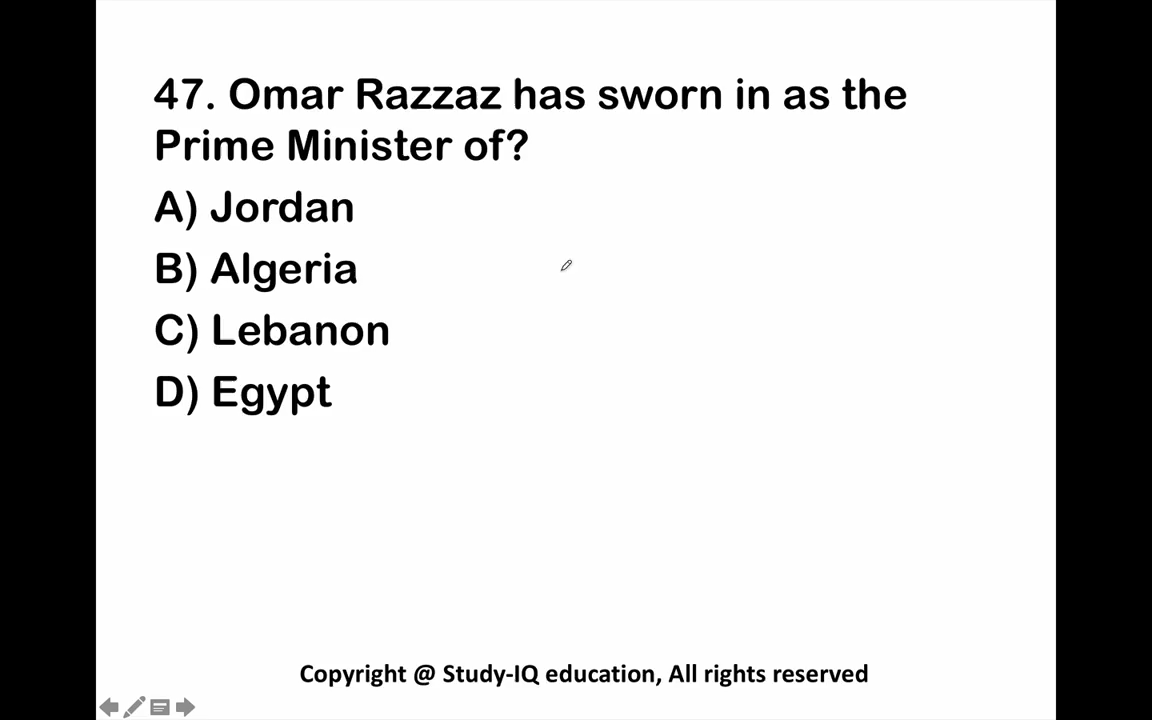 47. Omar Razzaz has sworn in as the
Prime Minister of?
A) Jordan
B) Algeria
C) Lebanon
D) Egypt
Copyright @ Study-IQ education, All rights reserved